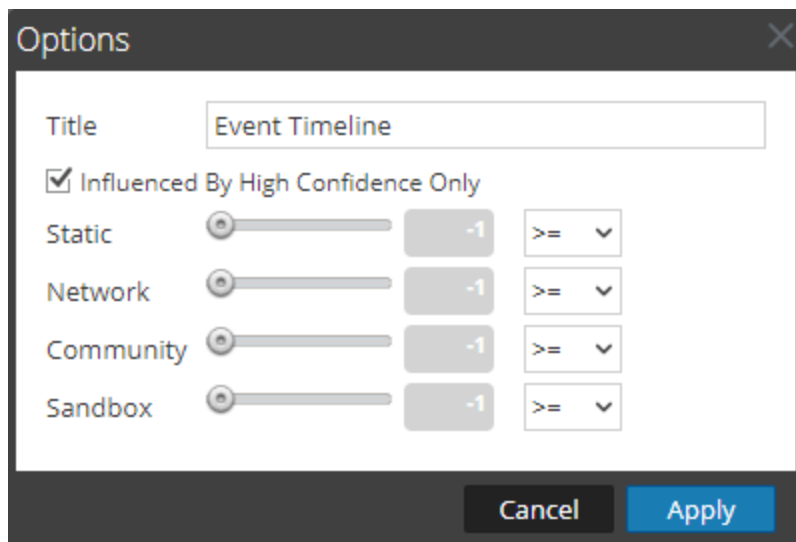 Options
Title Event Timeline
Influenced By High Confidence Only
Static -1 >=
Network -1 >=
Community -1 >=
Sandbox -1 >=
Cancel Apply